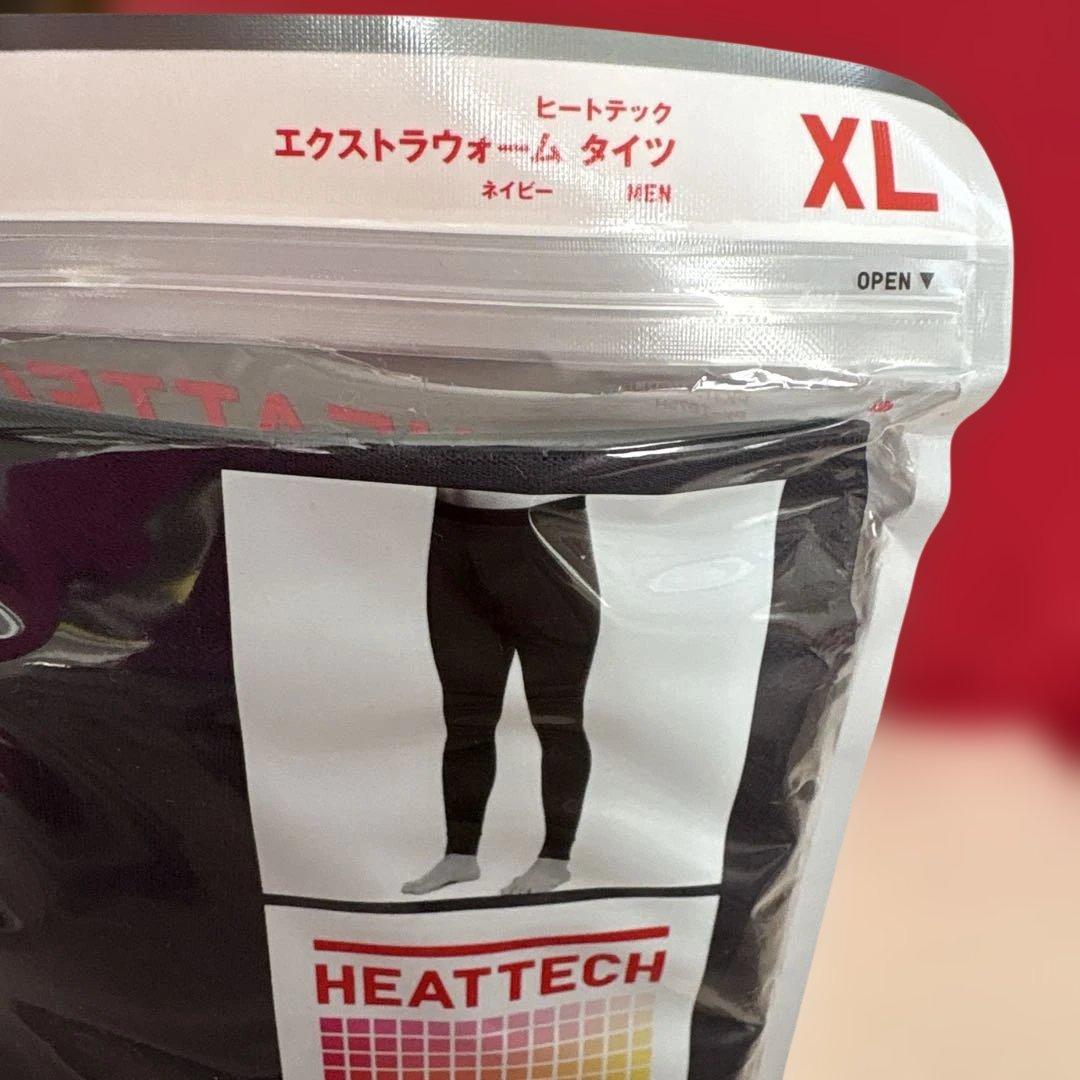 ヒートテック
エクストラウォーム タイツ
ネイビー MEN
XL
OPEN ▼
HEATTECH